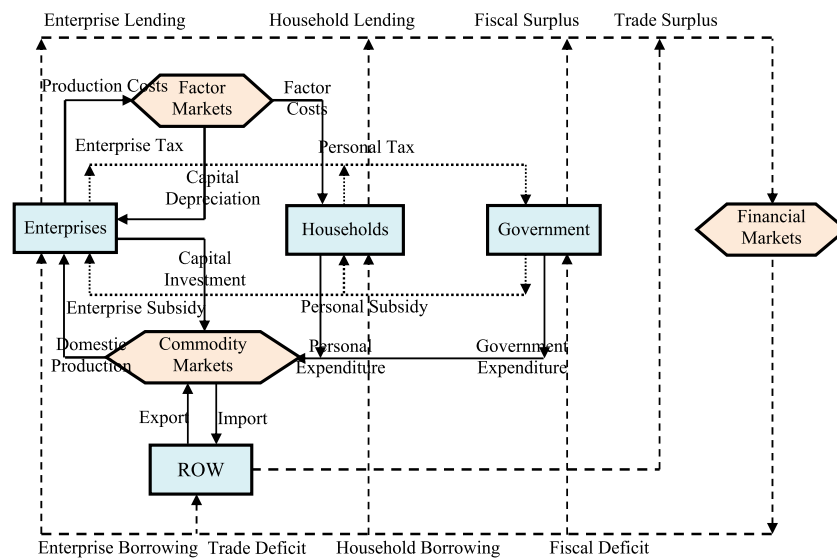 Enterprise Lending
Household Lending
Fiscal Surplus
Trade Surplus
Production Costs
Factor
Markets
Factor
Costs
Enterprise Tax
Personal Tax
Capital
Depreciation
Enterprises
Households
Government
Financial
Markets
Capital
Investment
Enterprise Subsidy
Personal Subsidy
Domestic
Production
Commodity
Markets
Personal
Expenditure
Government
Expenditure
Export
Import
ROW
Enterprise Borrowing
Trade Deficit
Household Borrowing
Fiscal Deficit